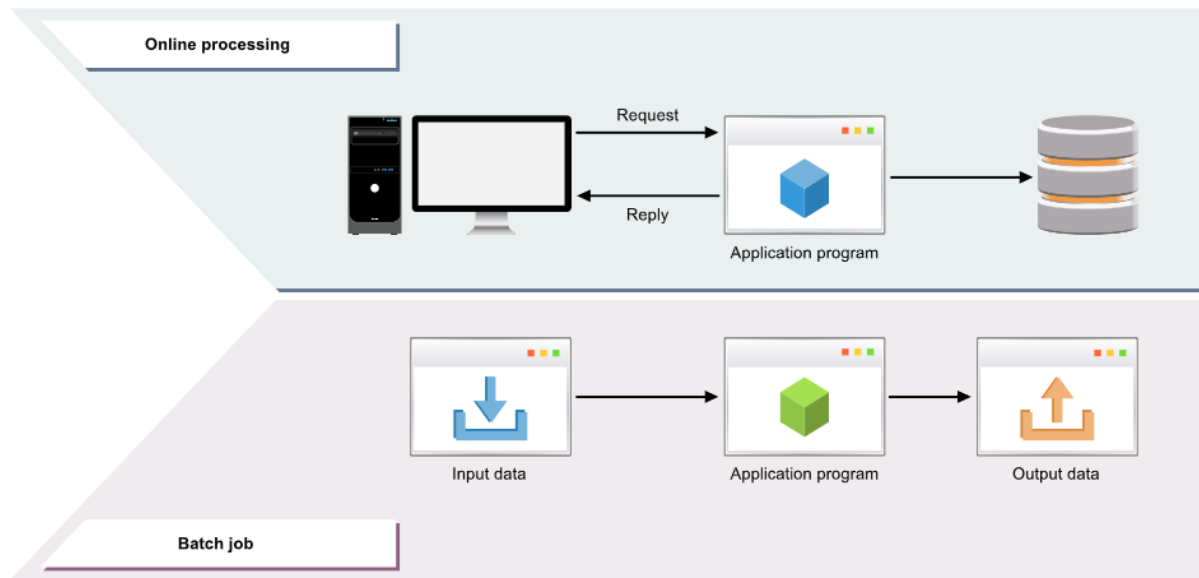 Online processing
Request
Reply
Application program
Input data
Application program
Output data
Batch job